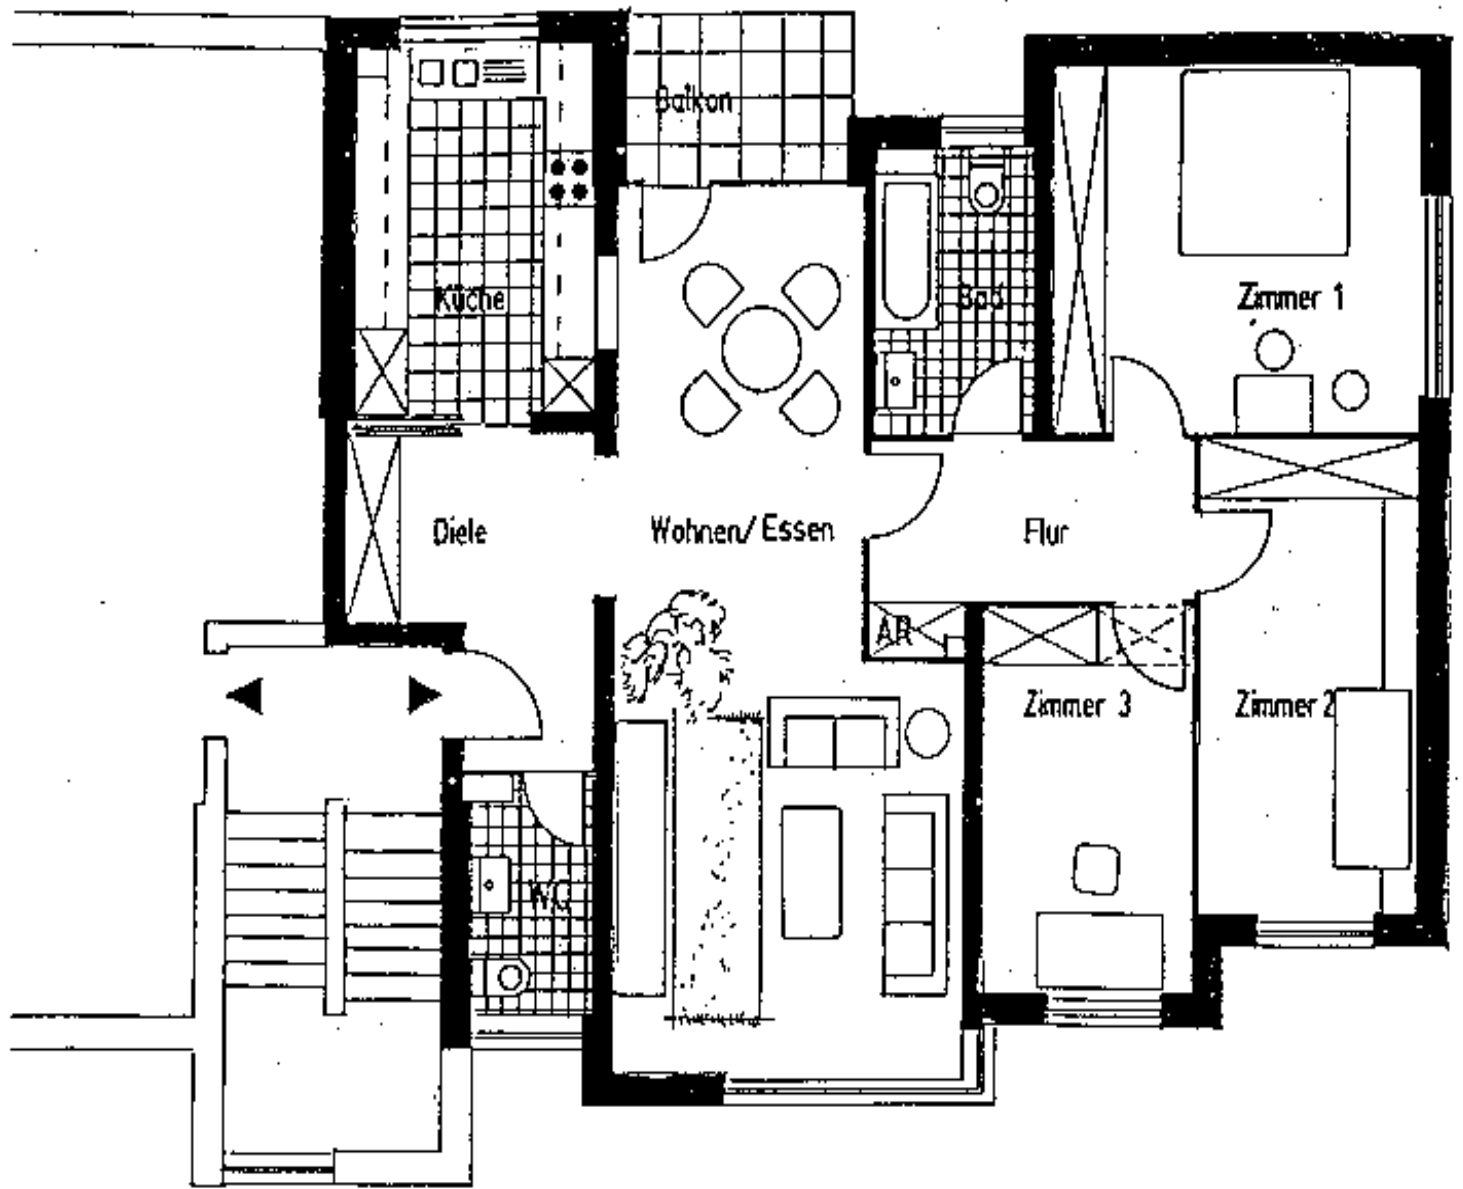 Balkon
Küche
Bad
Zimmer 1
Diele
Wohnen/Essen
Flur
AR
Zimmer 3
Zimmer 2
WC